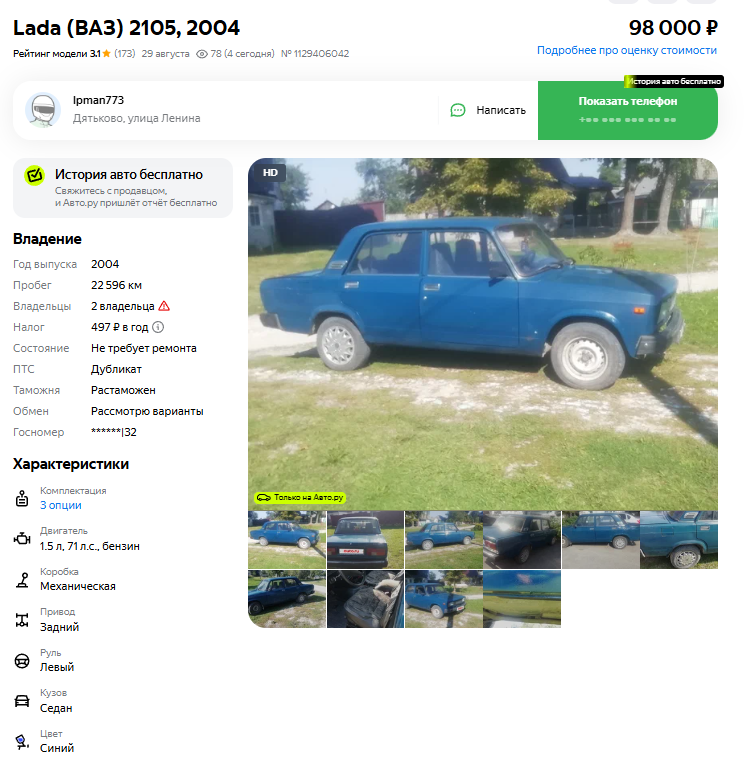 Lada (ВАЗ) 2105, 2004
98 000 ₽
Рейтинг модели 3.1 (173) 29 августа 78 (4 сегодня) № 1129406042
Подробнее про оценку стоимости
История авто бесплатно
Ipman773
Дятьково, улица Ленина
Написать
Показать телефон
+•• ••• ••• •• ••
История авто бесплатно
Свяжитесь с продавцом,
и Авто.ру пришлёт отчёт бесплатно
HD
Владение
Год выпуска 2004
Пробег 22 596 км
Владельцы 2 владельца
Налог 497 ₽ в год
Состояние Не требует ремонта
ПТС Дубликат
Таможня Растаможен
Обмен Рассмотрю варианты
Госномер ******|32
Характеристики
Комплектация
3 опции
Двигатель
1.5 л, 71 л.с., бензин
Коробка
Механическая
Привод
Задний
Руль
Левый
Кузов
Седан
Цвет
Синий
Только на Авто.ру